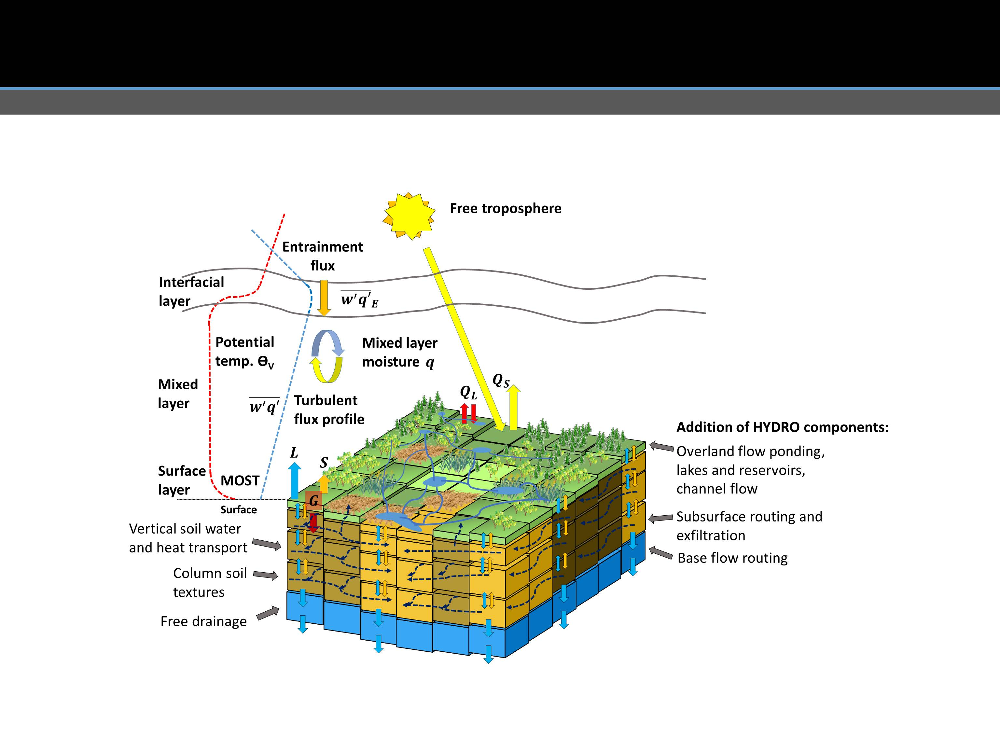 Free troposphere
Entrainment
flux
Interfacial
layer
w′q′E
Potential
temp. ΘV
Mixed layer
moisture q
Mixed
layer
w′q′
Turbulent
flux profile
QS
QL
Addition of HYDRO components:
Overland flow ponding,
lakes and reservoirs,
channel flow
L
S
Surface
layer
MOST
G
Surface
Vertical soil water
and heat transport
Subsurface routing and
exfiltration
Base flow routing
Column soil
textures
Free drainage